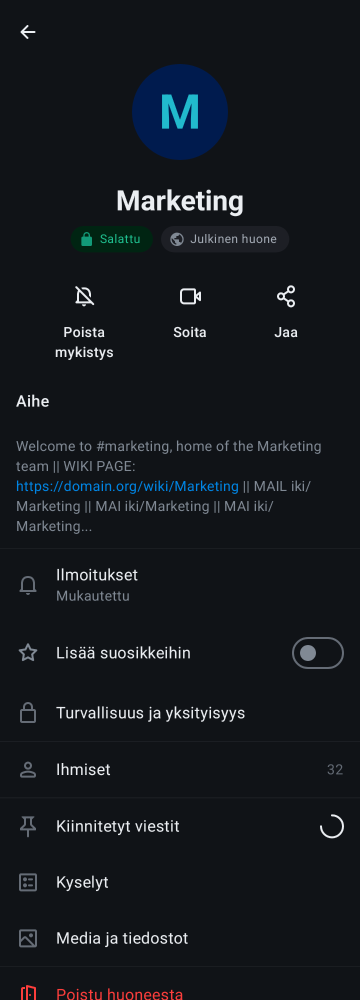 M
Marketing
Salattu
Julkinen huone
Poista
mykistys
Soita
Jaa
Aihe
Welcome to #marketing, home of the Marketing
team || WIKI PAGE:
https://domain.org/wiki/Marketing || MAIL iki/
Marketing || MAI iki/Marketing || MAI iki/
Marketing...
Ilmoitukset
Mukautettu
Lisää suosikkeihin
Turvallisuus ja yksityisyys
Ihmiset
32
Kiinnitetyt viestit
Kyselyt
Media ja tiedostot
Poistu huoneesta